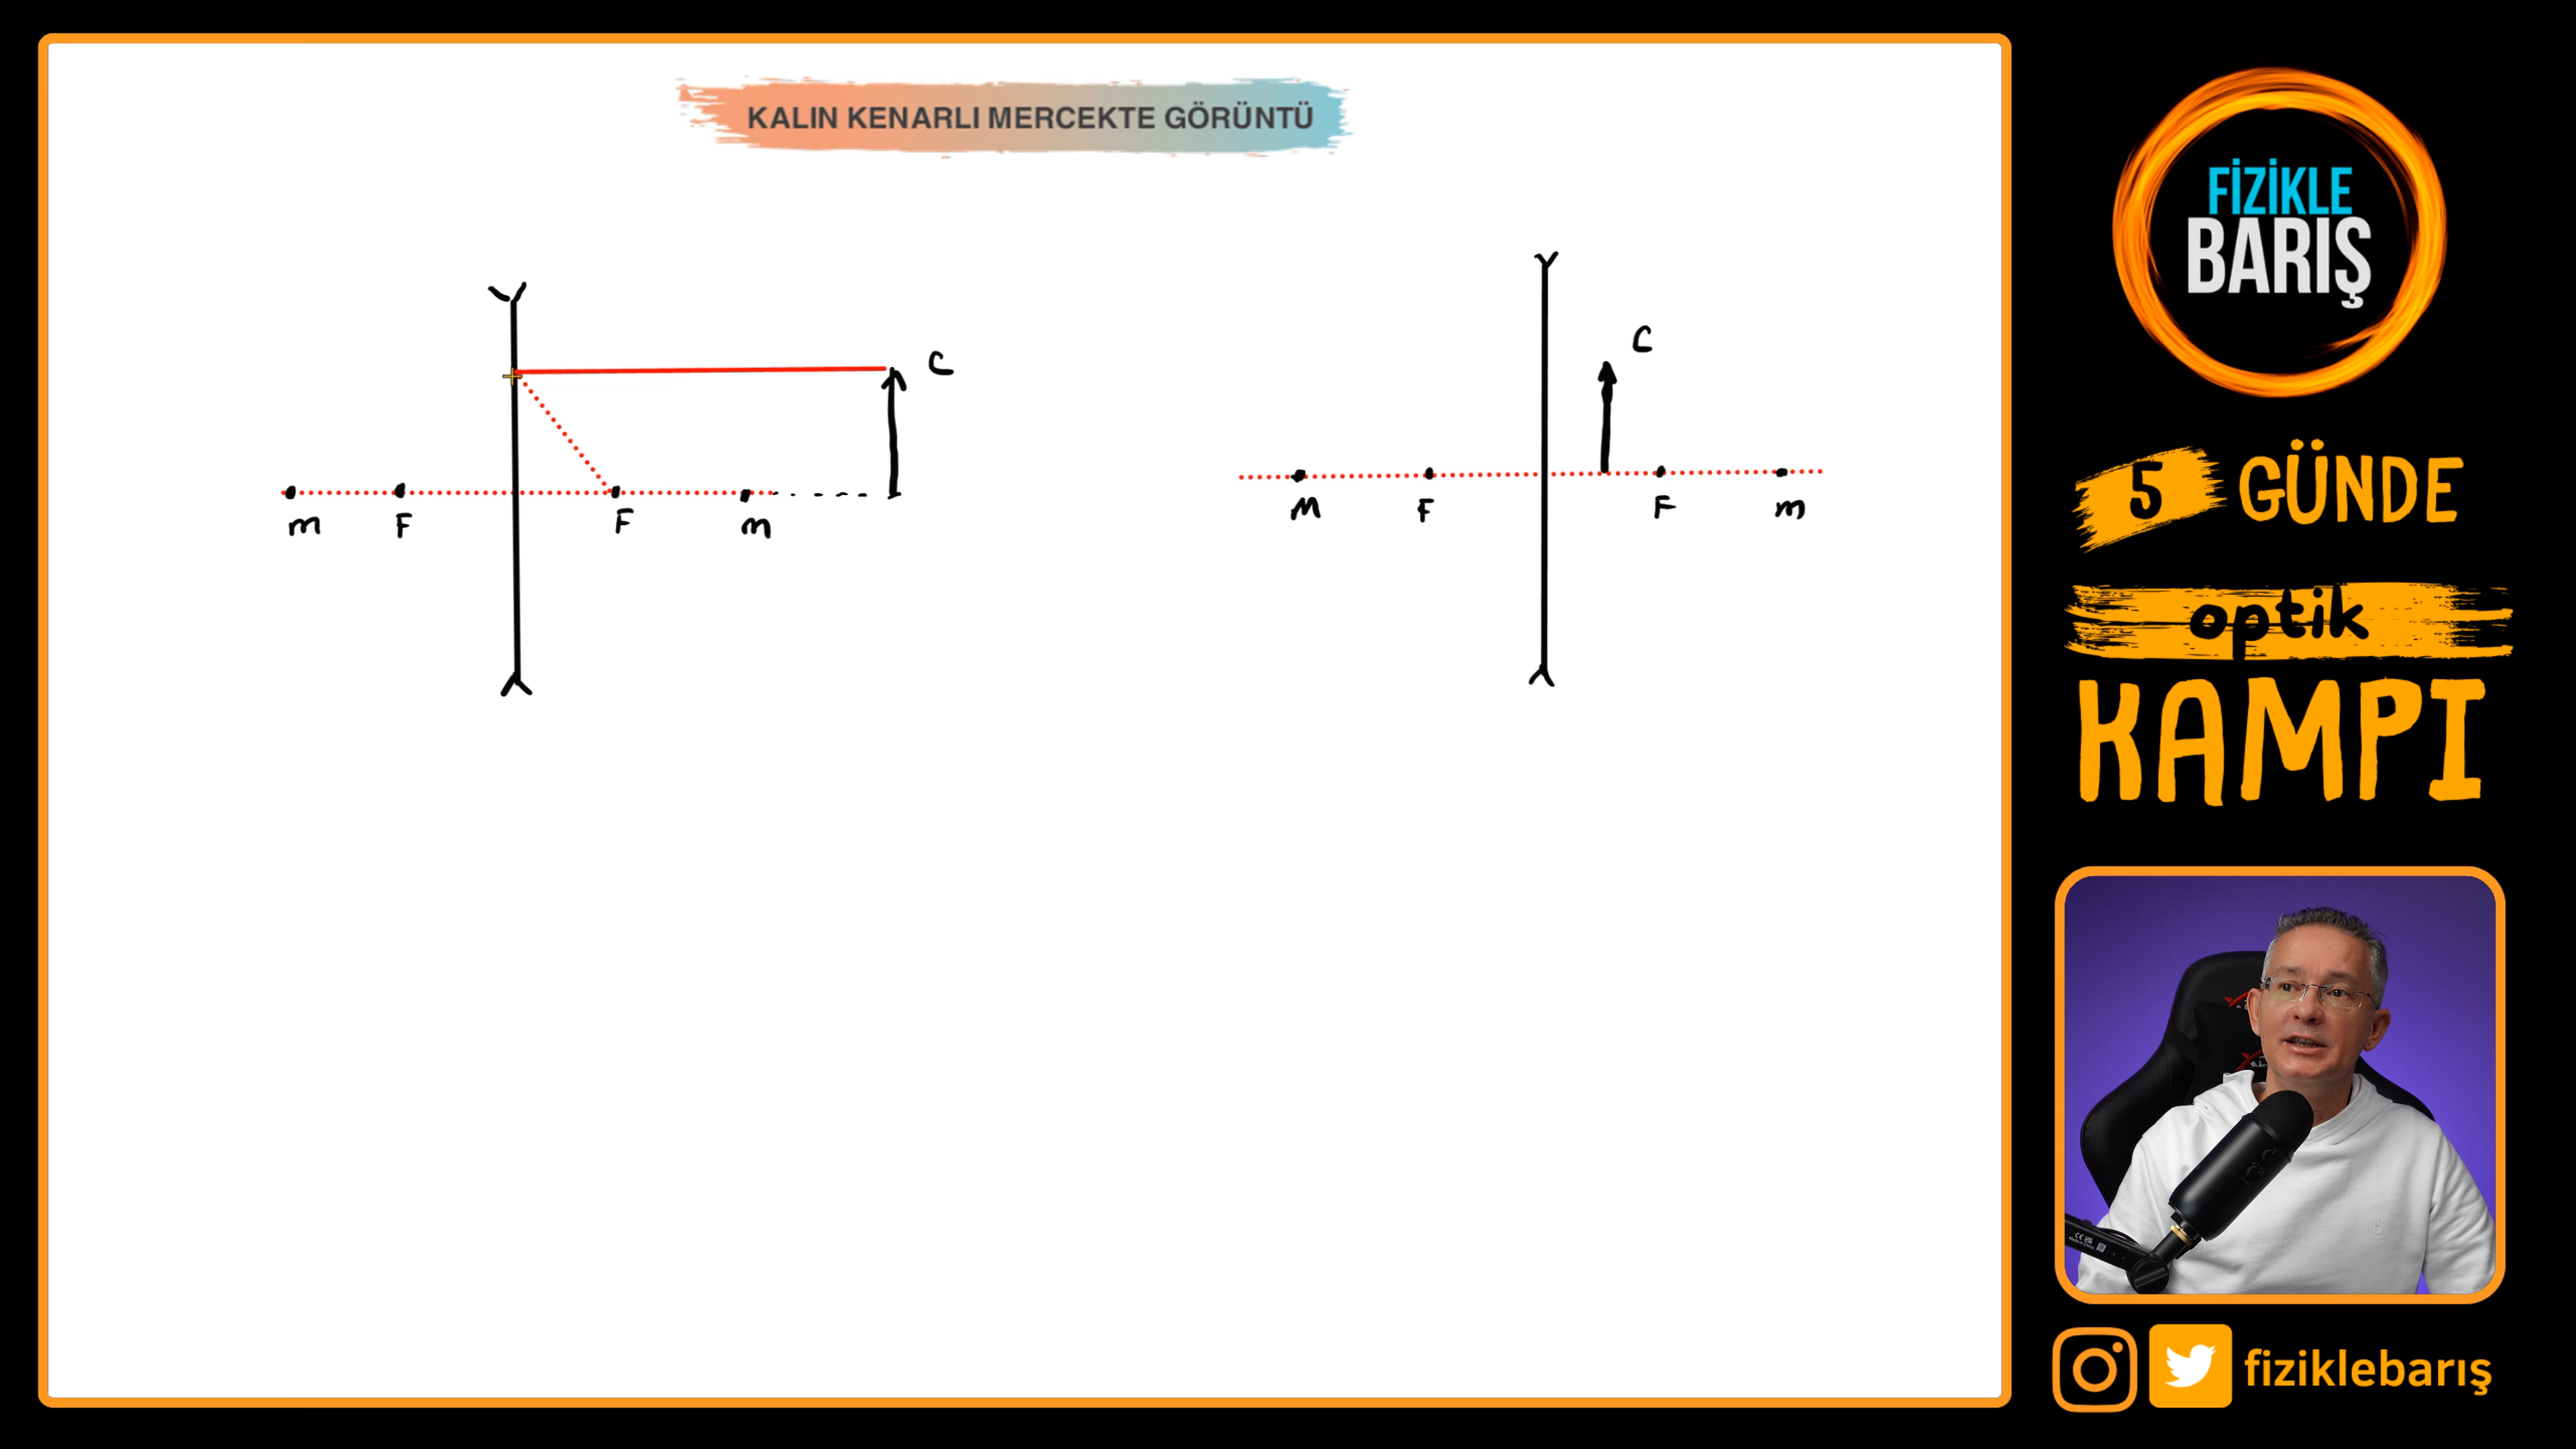 KALIN KENARLI MERCEKTE GÖRÜNTÜ
C
m F F m
C
M F F m
FİZİKLE
BARIŞ
5 GÜNDE
optik
KAMPI
fiziklebarış